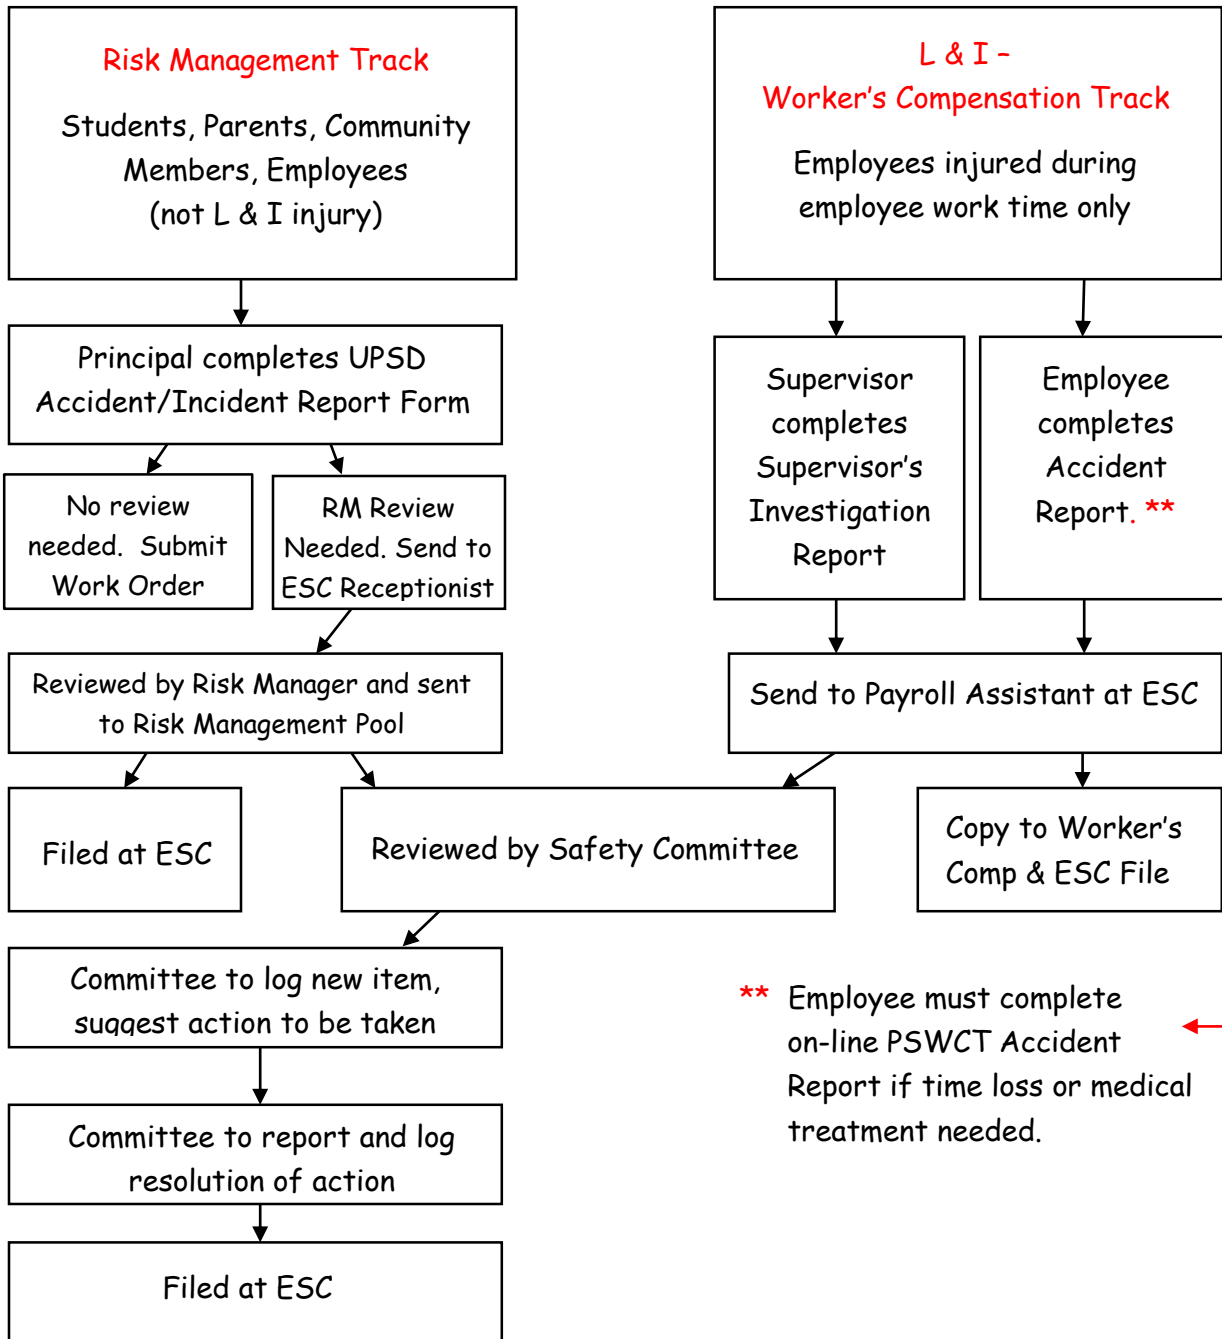 Risk Management Track
Students, Parents, Community
Members, Employees
(not L & I injury)
L & I –
Worker's Compensation Track
Employees injured during
employee work time only
Principal completes UPSD
Accident/Incident Report Form
Supervisor
completes
Supervisor's
Investigation
Report
Employee
completes
Accident
Report. **
No review
needed. Submit
Work Order
RM Review
Needed. Send to
ESC Receptionist
Reviewed by Risk Manager and sent
to Risk Management Pool
Send to Payroll Assistant at ESC
Filed at ESC
Reviewed by Safety Committee
Copy to Worker's
Comp & ESC File
Committee to log new item,
suggest action to be taken
** Employee must complete
on-line PSWCT Accident
Report if time loss or medical
treatment needed.
Committee to report and log
resolution of action
Filed at ESC